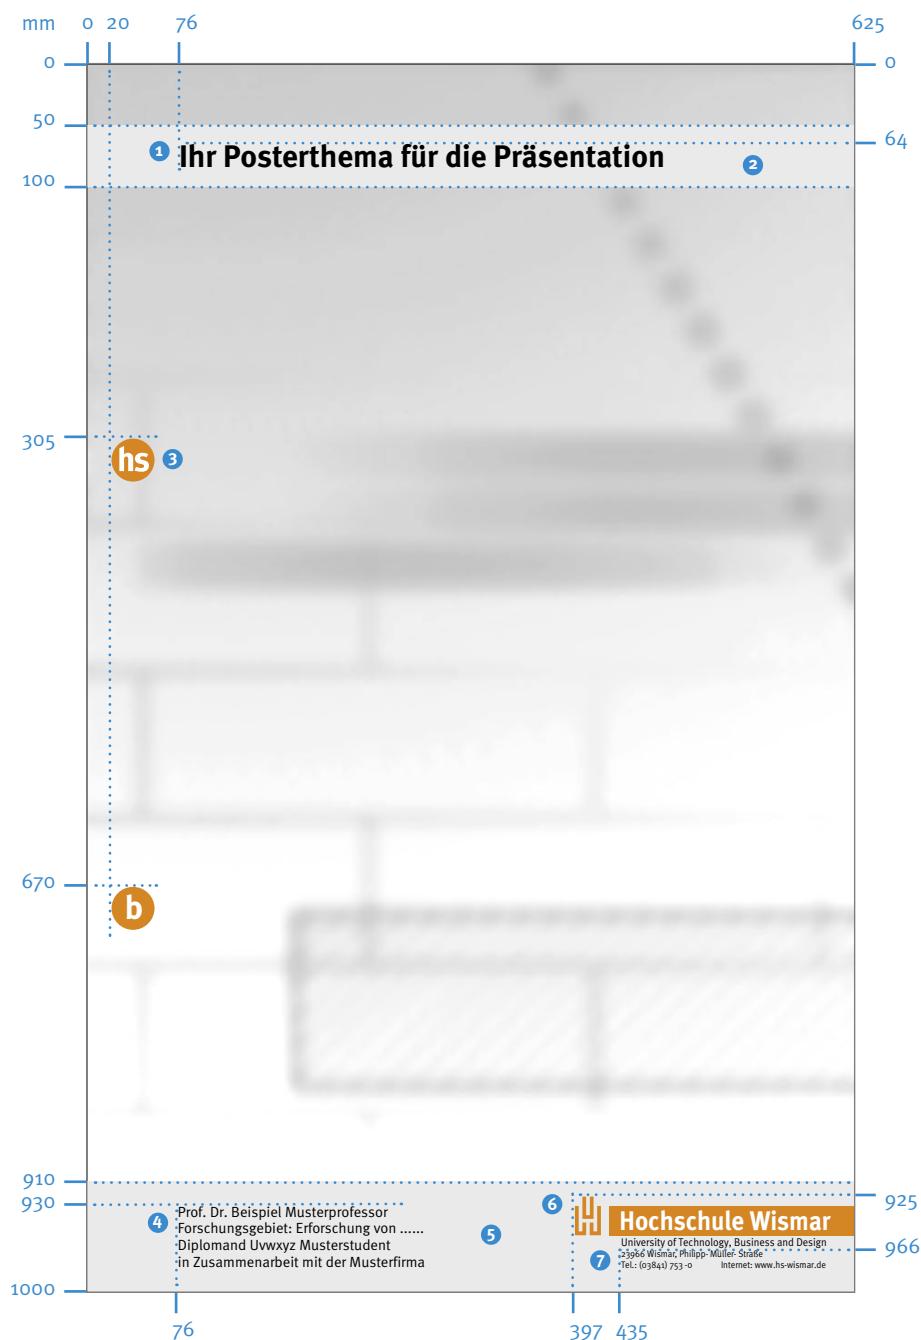 mm 0 20 76 625
0 0
50
1 Ihr Posterthema für die Präsentation 2 64
100
305
hs 3
670
b
910
930 925
4 Prof. Dr. Beispiel Musterprofessor
Forschungsgebiet: Erforschung von ......
Diplomand Uvwxyz Musterstudent
in Zusammenarbeit mit der Musterfirma
5
6
Hochschule Wismar
University of Technology, Business and Design
966
7 23966 Wismar, Philipp-Müller-Straße
Tel.: (03841) 753 -0 Internet: www.hs-wismar.de
1000
76 397 435